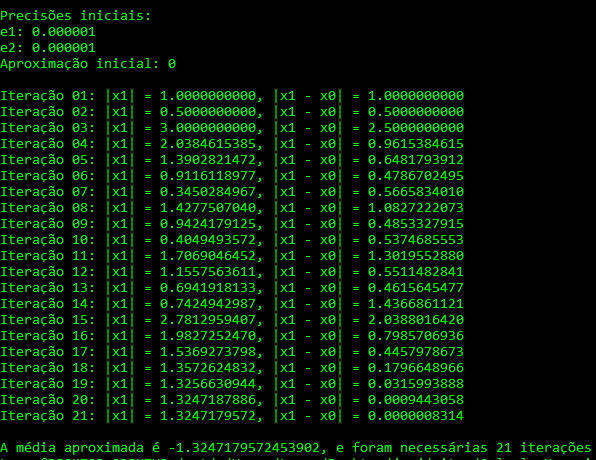 Precisões iniciais:
e1: 0.000001
e2: 0.000001
Aproximação inicial: 0
Iteração 01: |x1| = 1.0000000000, |x1 - x0| = 1.0000000000
Iteração 02: |x1| = 0.5000000000, |x1 - x0| = 0.5000000000
Iteração 03: |x1| = 3.0000000000, |x1 - x0| = 2.5000000000
Iteração 04: |x1| = 2.0384615385, |x1 - x0| = 0.9615384615
Iteração 05: |x1| = 1.3902821472, |x1 - x0| = 0.6481793912
Iteração 06: |x1| = 0.9116118977, |x1 - x0| = 0.4786702495
Iteração 07: |x1| = 0.3450284967, |x1 - x0| = 0.5665834010
Iteração 08: |x1| = 1.4277507040, |x1 - x0| = 1.0827222073
Iteração 09: |x1| = 0.9424179125, |x1 - x0| = 0.4853327915
Iteração 10: |x1| = 0.4049493572, |x1 - x0| = 0.5374685553
Iteração 11: |x1| = 1.7069046452, |x1 - x0| = 1.3019552880
Iteração 12: |x1| = 1.1557563611, |x1 - x0| = 0.5511482841
Iteração 13: |x1| = 0.6941918133, |x1 - x0| = 0.4615645477
Iteração 14: |x1| = 0.7424942987, |x1 - x0| = 1.4366861121
Iteração 15: |x1| = 2.7812959407, |x1 - x0| = 2.0388016420
Iteração 16: |x1| = 1.9827252470, |x1 - x0| = 0.7985706936
Iteração 17: |x1| = 1.5369273798, |x1 - x0| = 0.4457978673
Iteração 18: |x1| = 1.3572624832, |x1 - x0| = 0.1796648966
Iteração 19: |x1| = 1.3256630944, |x1 - x0| = 0.0315993888
Iteração 20: |x1| = 1.3247187886, |x1 - x0| = 0.0009443058
Iteração 21: |x1| = 1.3247179572, |x1 - x0| = 0.0000008314
A média aproximada é -1.3247179572453902, e foram necessárias 21 iterações